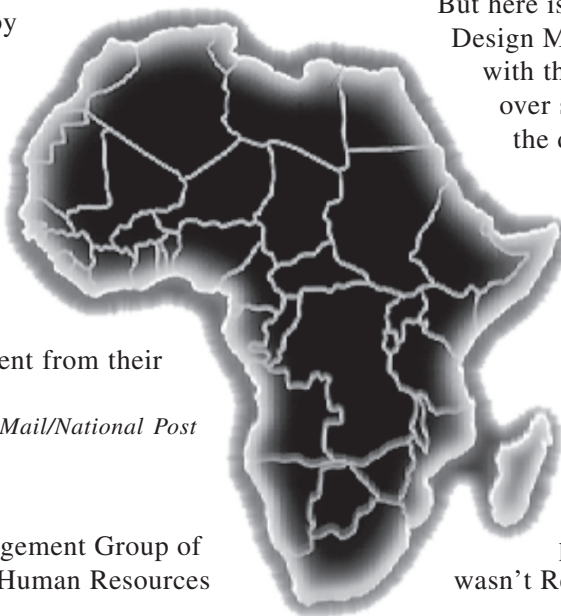 by
ent from their
Mail/National Post
gement Group of
Human Resources
But here is
Design M
with th
over s
the
wasn't Re